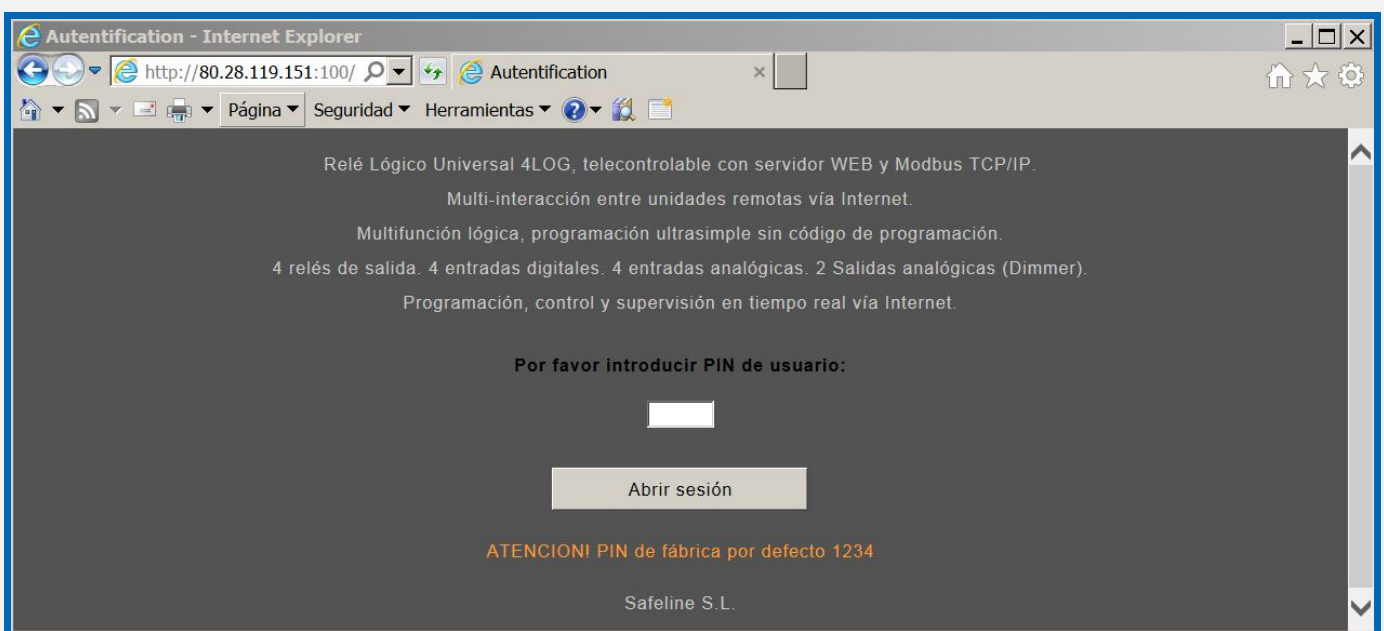 Autentification - Internet Explorer
http://80.28.119.151:100/
Autentification
Página
Seguridad
Herramientas
Relé Lógico Universal 4LOG, telecontrolable con servidor WEB y Modbus TCP/IP.
Multi-interacción entre unidades remotas vía Internet.
Multifunción lógica, programación ultrasimple sin código de programación.
4 relés de salida. 4 entradas digitales. 4 entradas analógicas. 2 Salidas analógicas (Dimmer).
Programación, control y supervisión en tiempo real vía Internet.
Por favor introducir PIN de usuario:
Abrir sesión
ATENCION! PIN de fábrica por defecto 1234
Safeline S.L.